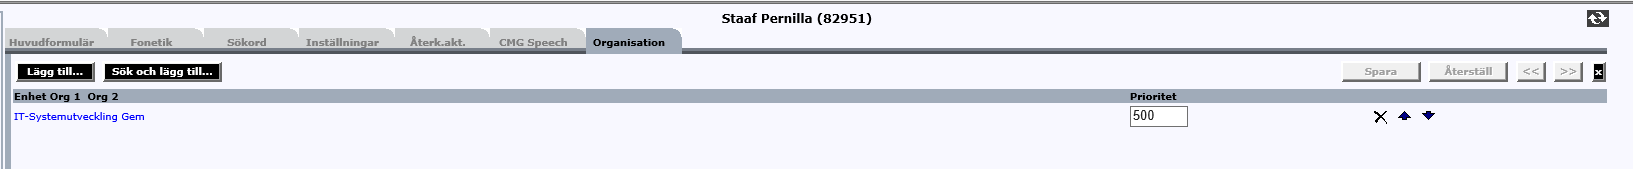 Staaf Pernilla (82951)
Huvudformulär Fonetik Sökord Inställningar Återk.akt. CMG Speech Organisation
Lägg till... Sök och lägg till... Spara Återställ << >> x
Enhet Org 1 Org 2 Prioritet
IT-Systemutveckling Gem 500